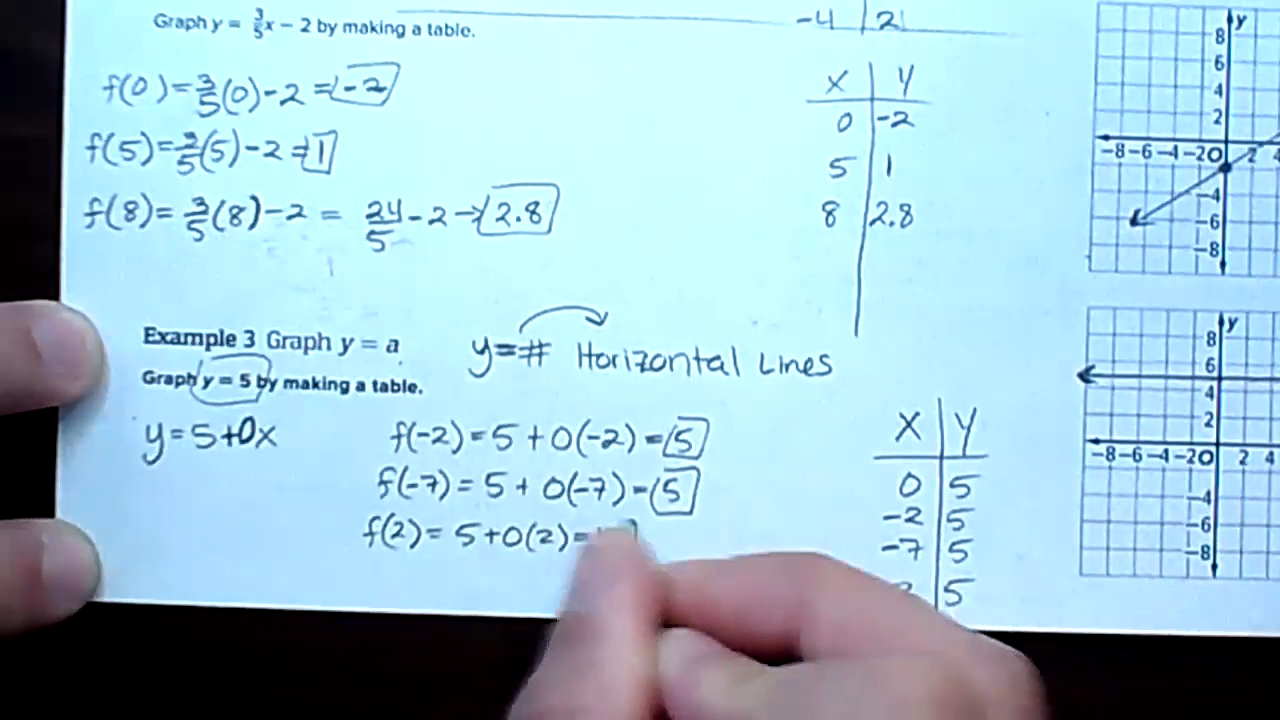 Graph y = 3/5x − 2 by making a table.
-4 | 2
f(0) = 3/5(0) - 2 = -2
f(5) = 3/5(5) - 2 = 1
f(8) = 3/5(8) - 2 = 24/5 - 2 → 2.8
X | Y
0 | -2
5 | 1
8 | 2.8
y
8
6
4
2
−8 −6 −4 −2 O 2 4
−4
−6
−8
Example 3 Graph y = a
y = # Horizontal Lines
Graph y = 5 by making a table.
y = 5 + 0x
f(-2) = 5 + 0(-2) = 5
f(-7) = 5 + 0(-7) = 5
f(2) = 5 + 0(2) =
X | Y
0 | 5
-2 | 5
-7 | 5
5
y
8
6
4
2
−8 −6 −4 −2 O 2 4
−4
−6
−8